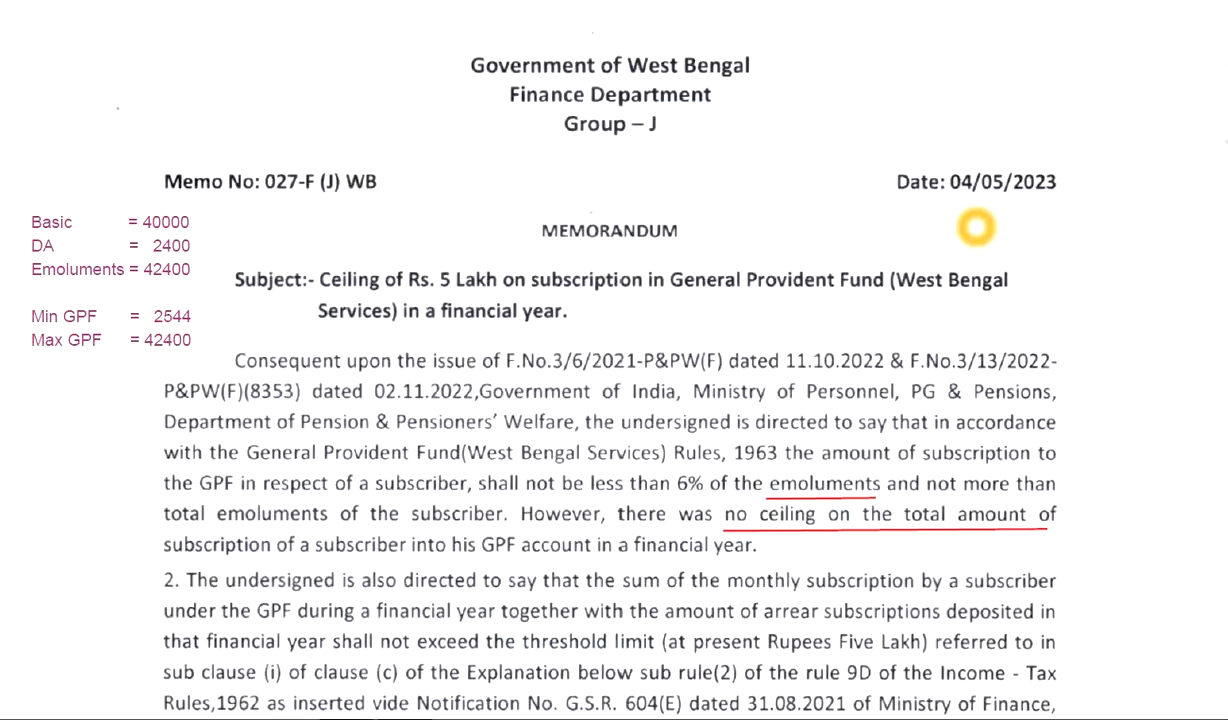 Government of West Bengal
Finance Department
Group – J
Memo No: 027-F (J) WB Date: 04/05/2023
MEMORANDUM
Subject:- Ceiling of Rs. 5 Lakh on subscription in General Provident Fund (West Bengal
Services) in a financial year.
Consequent upon the issue of F.No.3/6/2021-P&PW(F) dated 11.10.2022 & F.No.3/13/2022-
P&PW(F)(8353) dated 02.11.2022,Government of India, Ministry of Personnel, PG & Pensions,
Department of Pension & Pensioners' Welfare, the undersigned is directed to say that in accordance
with the General Provident Fund(West Bengal Services) Rules, 1963 the amount of subscription to
the GPF in respect of a subscriber, shall not be less than 6% of the emoluments and not more than
total emoluments of the subscriber. However, there was no ceiling on the total amount of
subscription of a subscriber into his GPF account in a financial year.
2. The undersigned is also directed to say that the sum of the monthly subscription by a subscriber
under the GPF during a financial year together with the amount of arrear subscriptions deposited in
that financial year shall not exceed the threshold limit (at present Rupees Five Lakh) referred to in
sub clause (i) of clause (c) of the Explanation below sub rule(2) of the rule 9D of the Income - Tax
Rules,1962 as inserted vide Notification No. G.S.R. 604(E) dated 31.08.2021 of Ministry of Finance,
Basic = 40000
DA = 2400
Emoluments = 42400
Min GPF = 2544
Max GPF = 42400